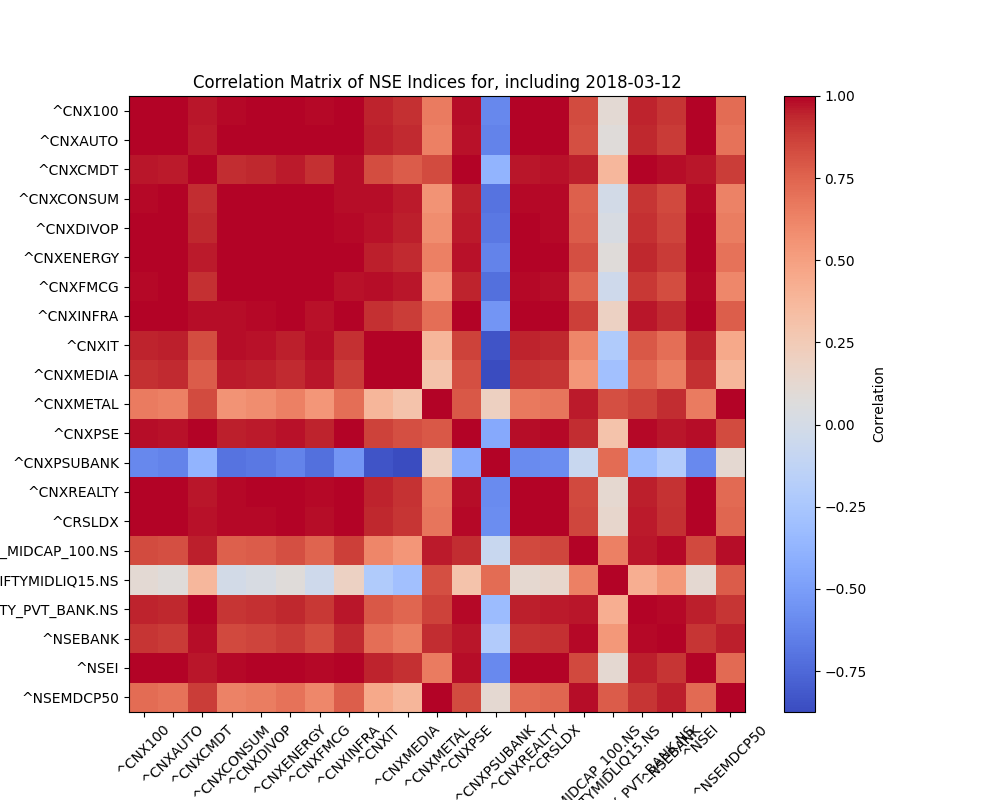 Correlation Matrix of NSE Indices for, including 2018-03-12
^CNX100
^CNXAUTO
^CNXCMDT
^CNXCONSUM
^CNXDIVOP
^CNXENERGY
^CNXFMCG
^CNXINFRA
^CNXIT
^CNXMEDIA
^CNXMETAL
^CNXPSE
^CNXPSUBANK
^CNXREALTY
^CRSLDX
_MIDCAP_100.NS
IFTYMIDLIQ15.NS
TY_PVT_BANK.NS
^NSEBANK
^NSEI
^NSEMDCP50
^CNX100
^CNXAUTO
^CNXCMDT
^CNXCONSUM
^CNXDIVOP
^CNXENERGY
^CNXFMCG
^CNXINFRA
^CNXIT
^CNXMEDIA
^CNXMETAL
^CNXPSE
^CNXPSUBANK
^CNXREALTY
^CRSLDX
MIDCAP_100.NS
TYMIDLIQ15.NS
_PVT_BANK.NS
^NSEBANK
^NSEI
^NSEMDCP50
1.00
0.75
0.50
0.25
0.00
−0.25
−0.50
−0.75
Correlation